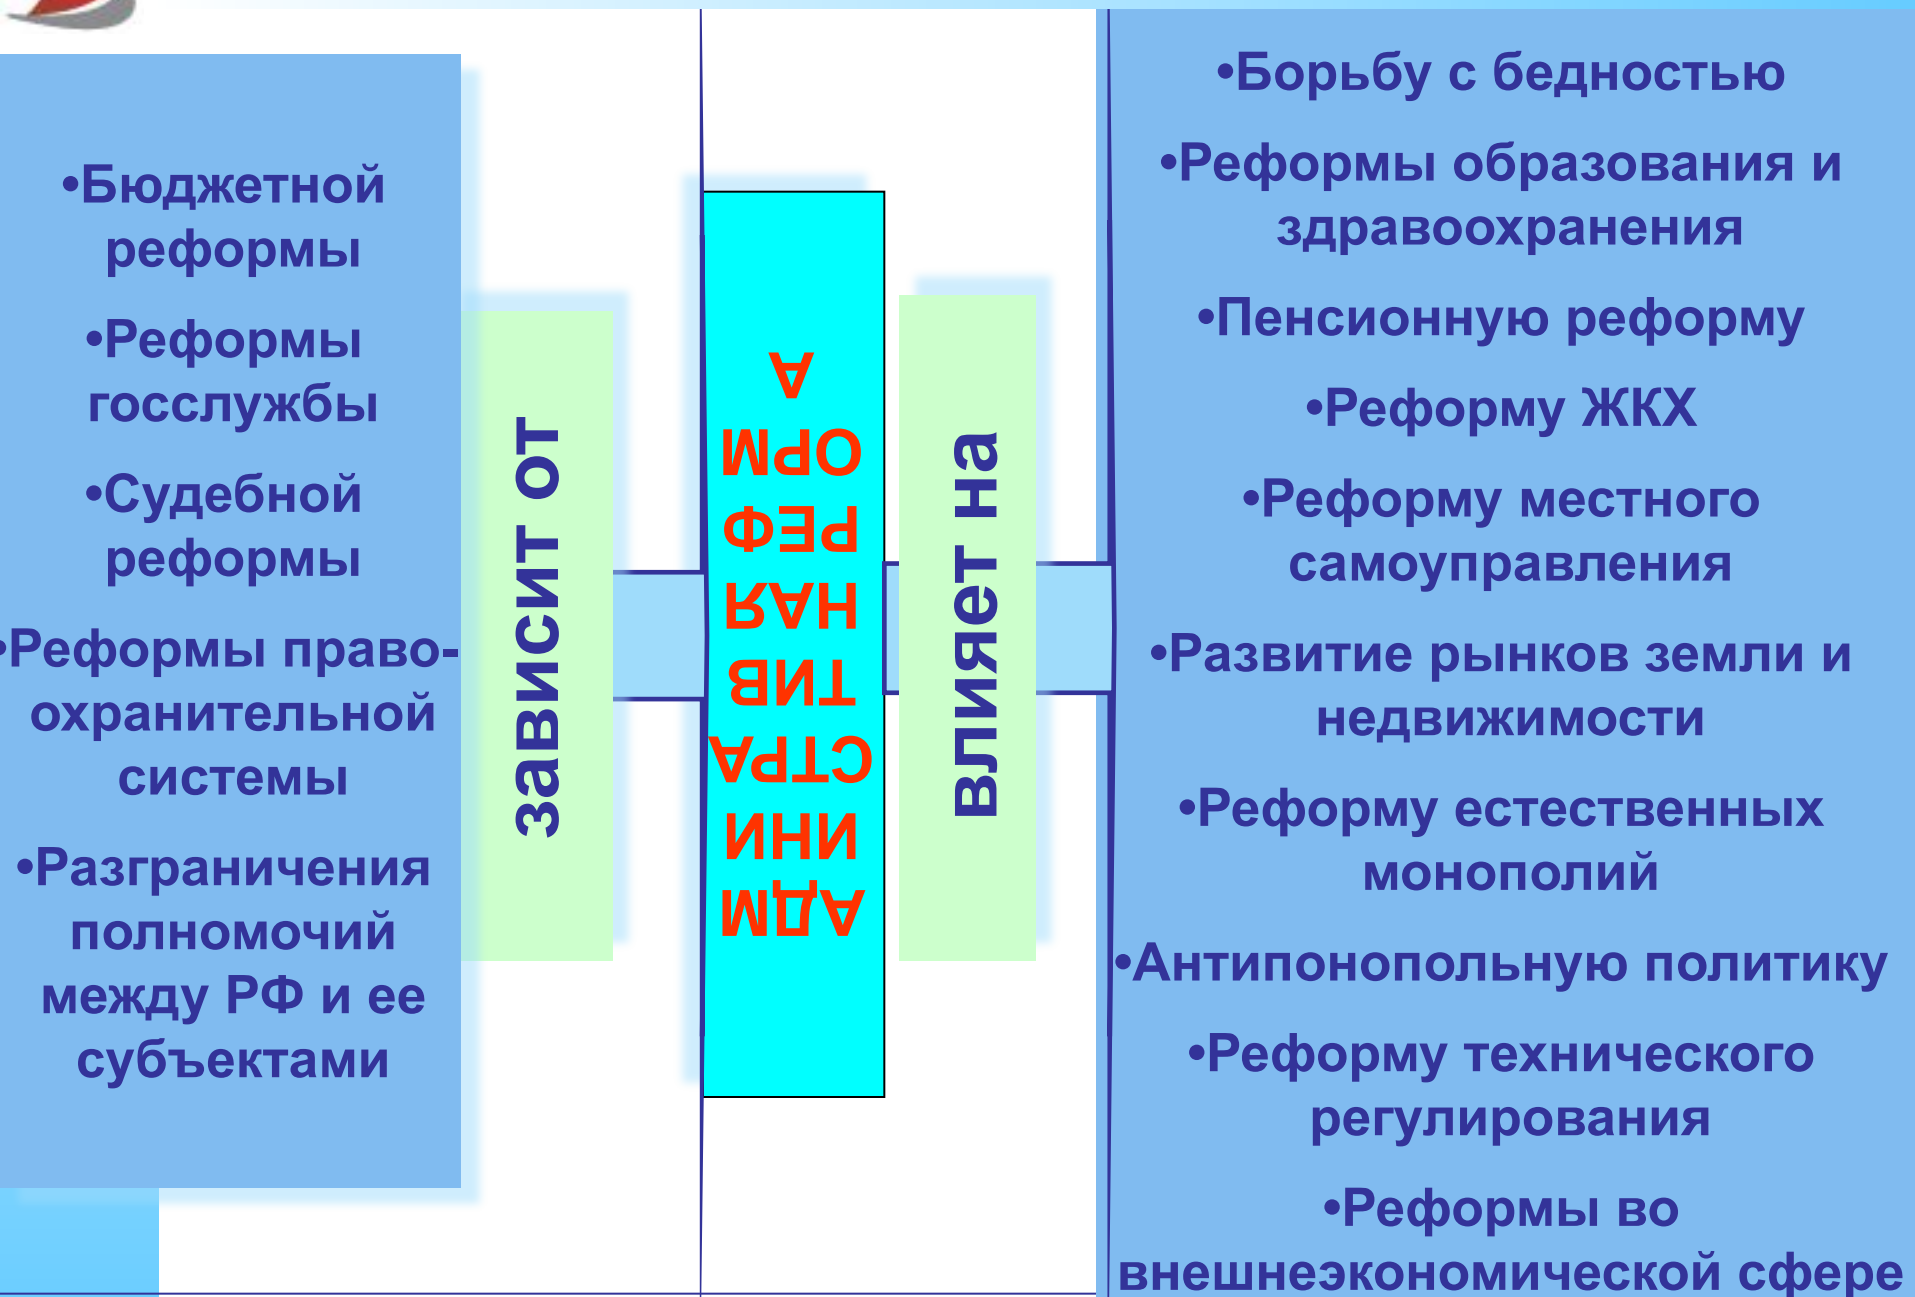 •Бюджетной
реформы
•Реформы
госслужбы
•Судебной
реформы
•Реформы право-
охранительной
системы
•Разграничения
полномочий
между РФ и ее
субъектами
зависит от
АДМ
ИНИ
СТРА
ТИВ
НАЯ
РЕФ
ОРМ
А
влияет на
•Борьбу с бедностью
•Реформы образования и
здравоохранения
•Пенсионную реформу
•Реформу ЖКХ
•Реформу местного
самоуправления
•Развитие рынков земли и
недвижимости
•Реформу естественных
монополий
•Антипонопольную политику
•Реформу технического
регулирования
•Реформы во
внешнеэкономической сфере